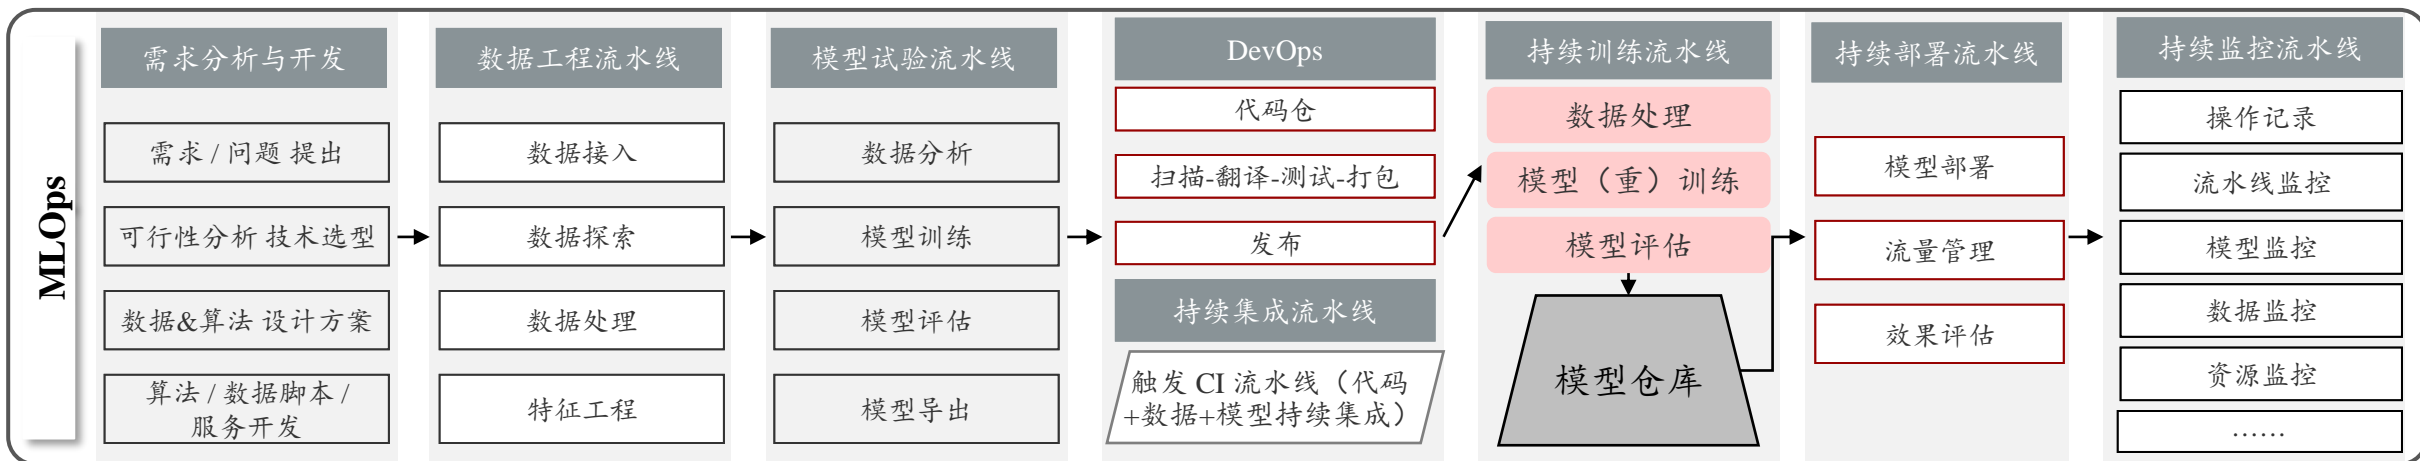 MLOps
需求分析与开发
需求 / 问题 提出
可行性分析 技术选型
数据&算法 设计方案
算法 / 数据脚本 /
服务开发
数据工程流水线
数据接入
数据探索
数据处理
特征工程
模型试验流水线
数据分析
模型训练
模型评估
模型导出
DevOps
代码仓
扫描-翻译-测试-打包
发布
持续集成流水线
触发 CI 流水线（代码
+数据+模型持续集成）
持续训练流水线
数据处理
模型（重）训练
模型评估
模型仓库
持续部署流水线
模型部署
流量管理
效果评估
持续监控流水线
操作记录
流水线监控
模型监控
数据监控
资源监控
……